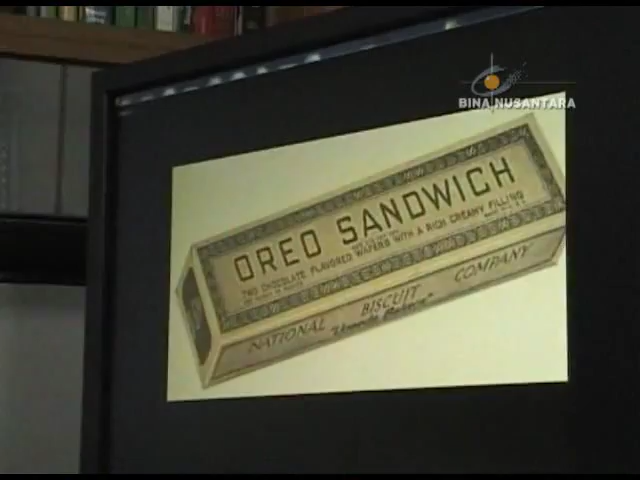 BINA NUSANTARA
OREO SANDWICH
TWO CHOCOLATE FLAVORED WAFERS WITH A RICH CREAMY FILLING
NATIONAL BISCUIT COMPANY